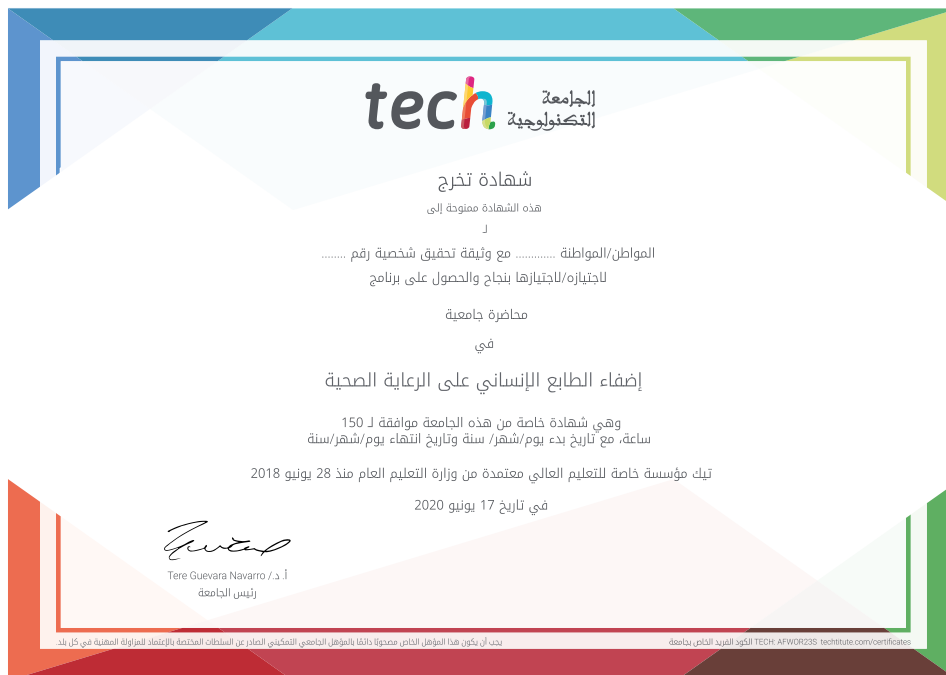 tech الجامعة
التكنولوجية
شهادة تخرج
هذه الشهادة ممنوحة إلى
لـ
المواطن/المواطنة ............. مع وثيقة تحقيق شخصية رقم ........
لاجتيازه/لاجتيازها بنجاح والحصول على برنامج
محاضرة جامعية
في
إضفاء الطابع الإنساني على الرعاية الصحية
وهي شهادة خاصة من هذه الجامعة موافقة لـ 150
ساعة، مع تاريخ بدء يوم/شهر/ سنة وتاريخ انتهاء يوم/شهر/سنة
تيك مؤسسة خاصة للتعليم العالي معتمدة من وزارة التعليم العام منذ 28 يونيو 2018
في تاريخ 17 يونيو 2020
أ. د./ Tere Guevara Navarro
رئيس الجامعة
يجب أن يكون هذا المؤهل الخاص مصحوبًا دائمًا بالمؤهل الجامعي التمكيني الصادر عن السلطات المختصة بالإعتماد للمزاولة المهنية في كل بلد.
الكود الفريد الخاص بجامعة TECH: AFWOR23S techtitute.com/certificates